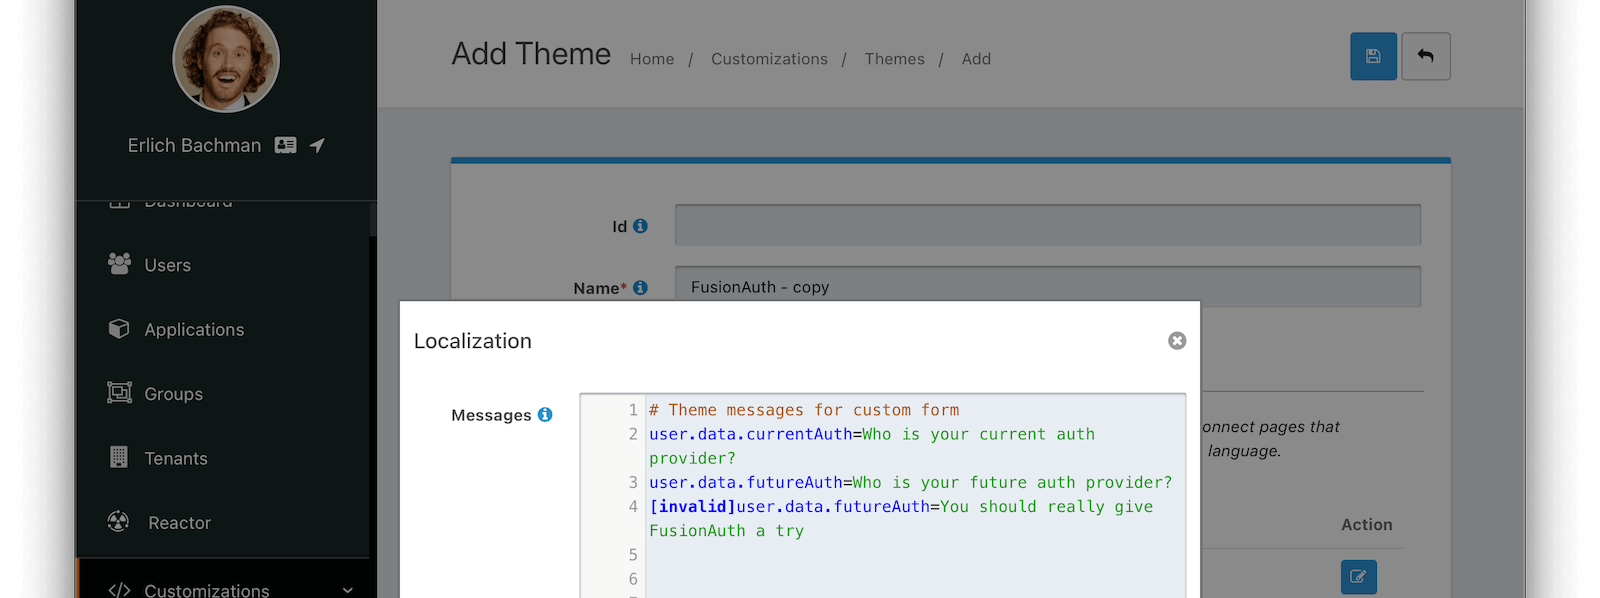 Add Theme Home / Customizations / Themes / Add
Erlich Bachman
Dashboard
Users
Applications
Groups
Tenants
Reactor
Customizations
Id
Name*
FusionAuth - copy
Localization
Messages
1 # Theme messages for custom form
2 user.data.currentAuth=Who is your current auth
provider?
3 user.data.futureAuth=Who is your future auth provider?
4 [invalid]user.data.futureAuth=You should really give
FusionAuth a try
5
6
onnect pages that
language.
Action